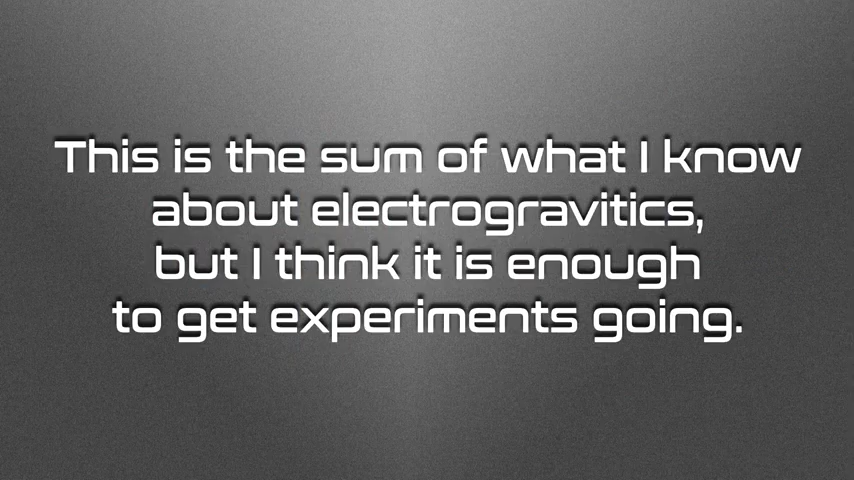 This is the sum of what I know
about electrogravitics,
but I think it is enough
to get experiments going.